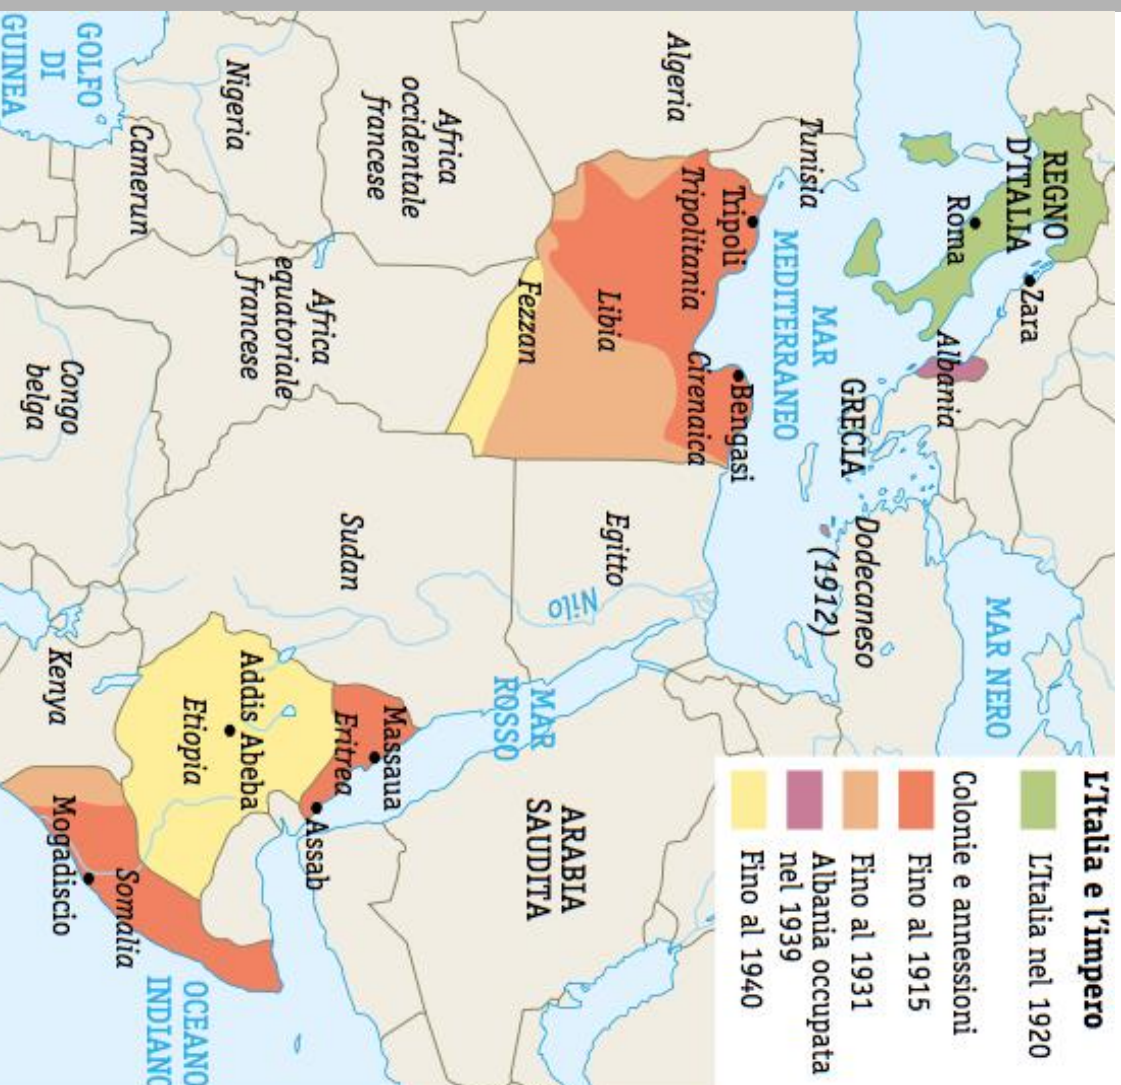 L'Italia e l'impero
L'Italia nel 1920
Colonie e annessioni
Fino al 1915
Fino al 1931
Albania occupata
nel 1939
Fino al 1940
REGNO
D'ITALIA
Roma
Zara
Albania
GRECIA
Dodecaneso
(1912)
MAR NERO
MAR
MEDITERRANEO
Tunisia
Algeria
Tripoli
Tripolitania
Bengasi
Cirenaica
Libia
Fezzan
Egitto
Nilo
MAR
ROSSO
ARABIA
SAUDITA
Africa
occidentale
francese
Nigeria
Camerun
GOLFO
DI
GUINEA
Africa
equatoriale
francese
Congo
belga
Sudan
Massaua
Eritrea
Assab
Addis Abeba
Etiopia
Kenya
Mogadiscio
Somalia
OCEANO
INDIANO